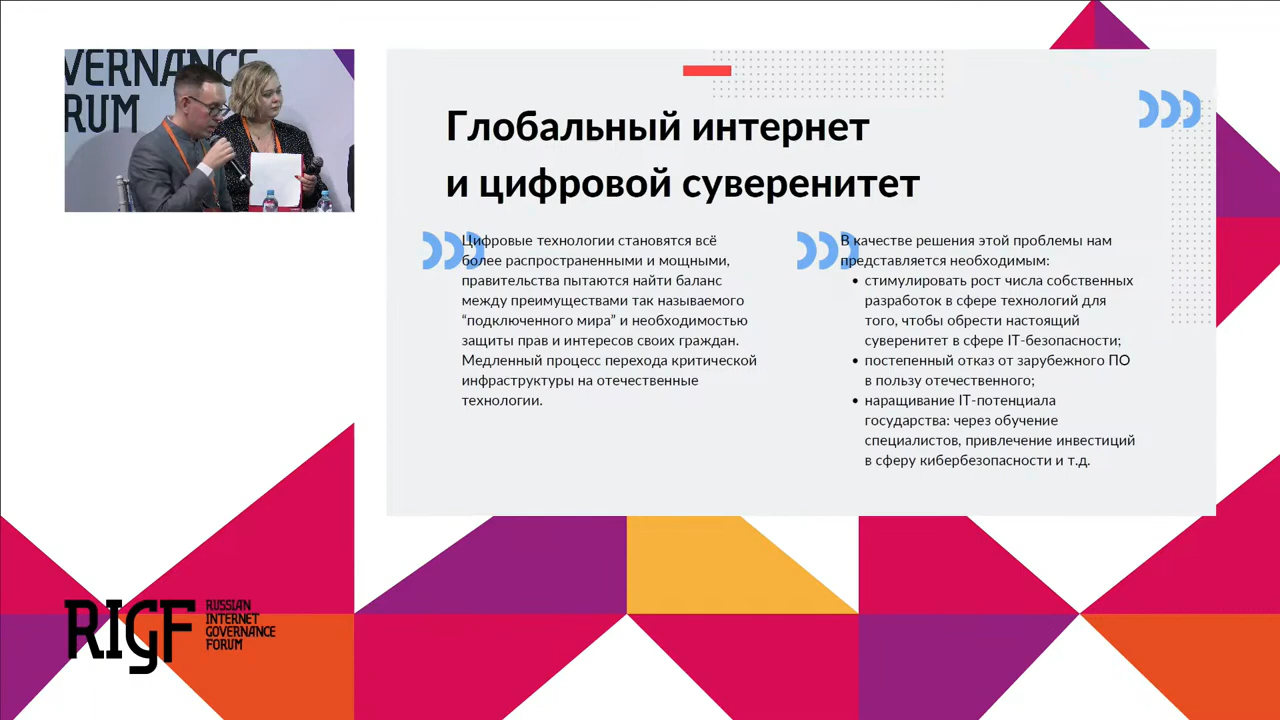 VERNANCE
FORUM
Глобальный интернет
и цифровой суверенитет
Цифровые технологии становятся всё
более распространенными и мощными,
правительства пытаются найти баланс
между преимуществами так называемого
“подключенного мира” и необходимостью
защиты прав и интересов своих граждан.
Медленный процесс перехода критической
инфраструктуры на отечественные
технологии.
В качестве решения этой проблемы нам
представляется необходимым:
• стимулировать рост числа собственных
разработок в сфере технологий для
того, чтобы обрести настоящий
суверенитет в сфере IT-безопасности;
• постепенный отказ от зарубежного ПО
в пользу отечественного;
• наращивание IT-потенциала
государства: через обучение
специалистов, привлечение инвестиций
в сферу кибербезопасности и т.д.
RIGF
RUSSIAN
INTERNET
GOVERNANCE
FORUM